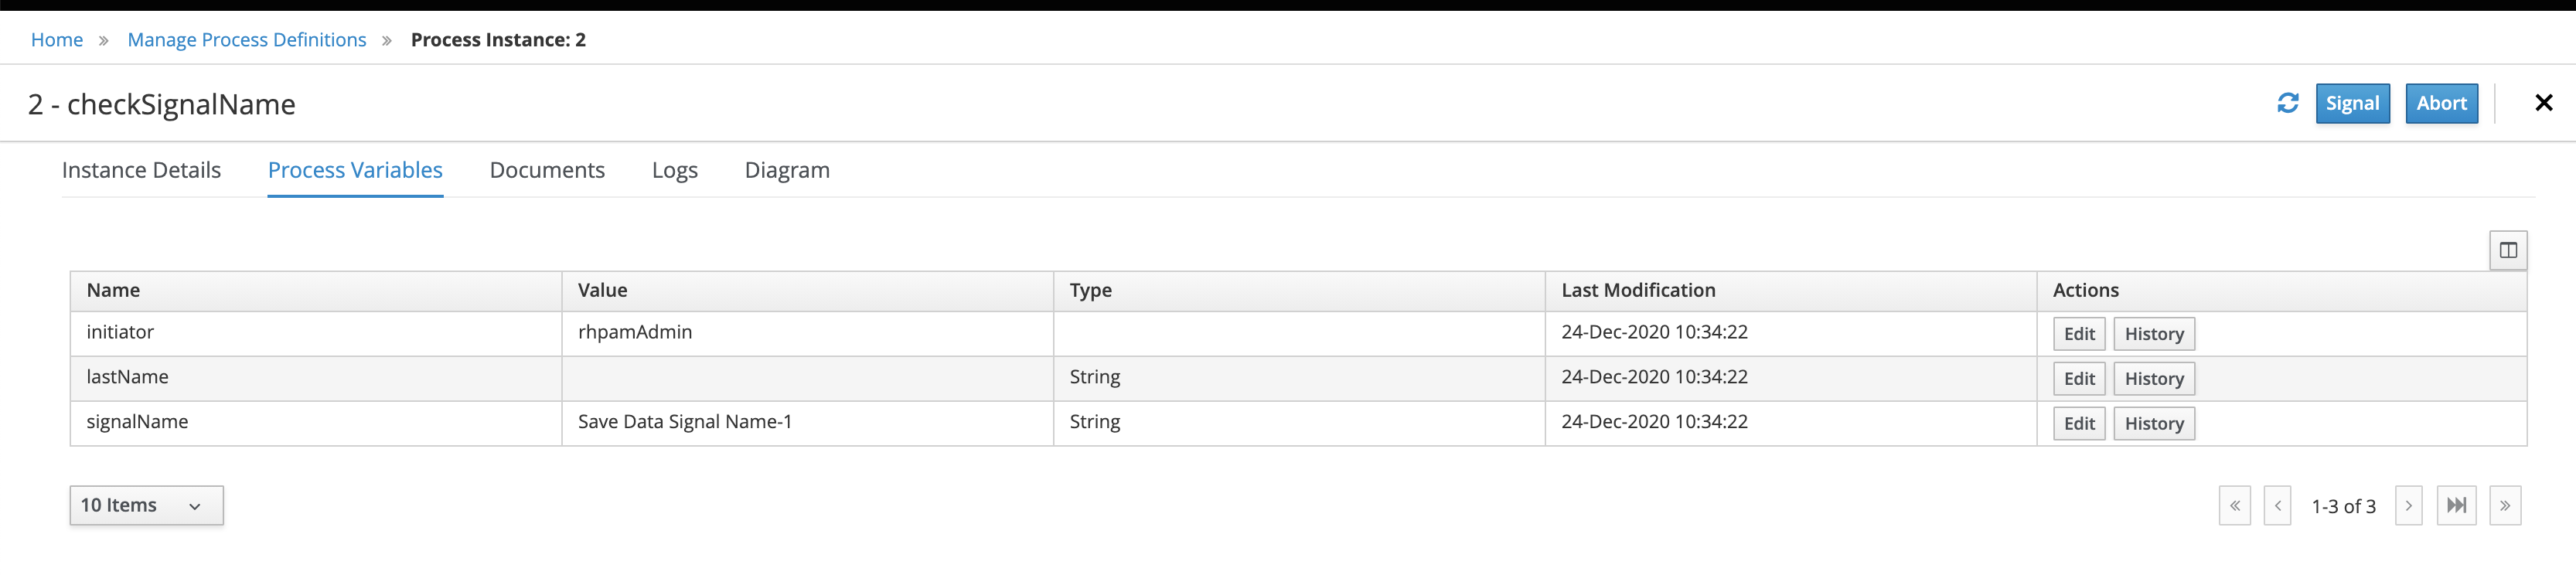 Home » Manage Process Definitions » Process Instance: 2
2 - checkSignalName
Signal Abort
Instance Details Process Variables Documents Logs Diagram
Name Value Type Last Modification Actions
initiator rhpamAdmin 24-Dec-2020 10:34:22 Edit History
lastName String 24-Dec-2020 10:34:22 Edit History
signalName Save Data Signal Name-1 String 24-Dec-2020 10:34:22 Edit History
10 Items 1-3 of 3